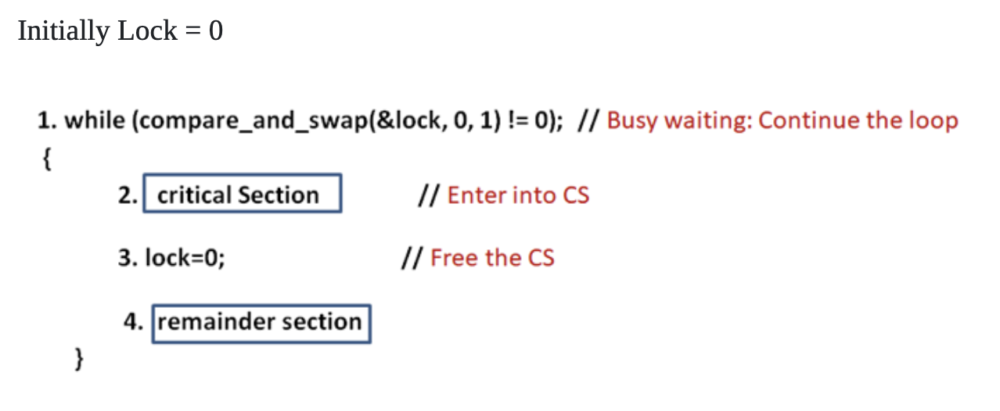 Initially Lock = 0
1. while (compare_and_swap(&lock, 0, 1) != 0); // Busy waiting: Continue the loop
{
2. critical Section // Enter into CS
3. lock=0; // Free the CS
4. remainder section
}